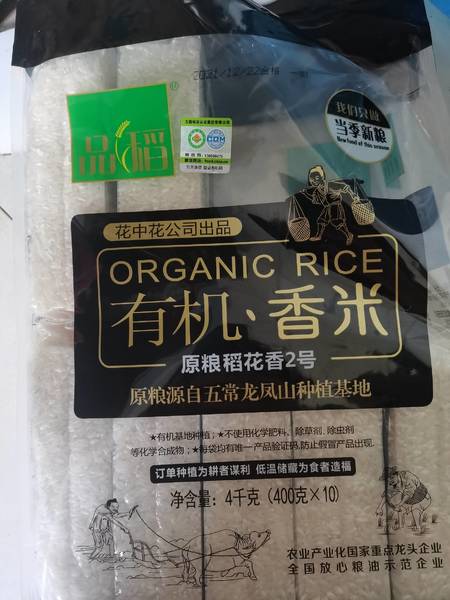 2021/12/22合格
品稻
®
我们只做
当季新粮
New food of this season
花中花公司出品
ORGANIC RICE
有机·香米
原粮稻花香2号
原粮源自五常龙凤山种植基地
★有机基地种植;★不使用化学肥料、除草剂、除虫剂
等化学合成物;★每袋均有唯一产品验证码,防止假冒产品出现.
订单种植为耕者谋利 低温储藏为食者造福
净含量:4千克(400克×10)
农业产业化国家重点龙头企业
全国放心粮油示范企业